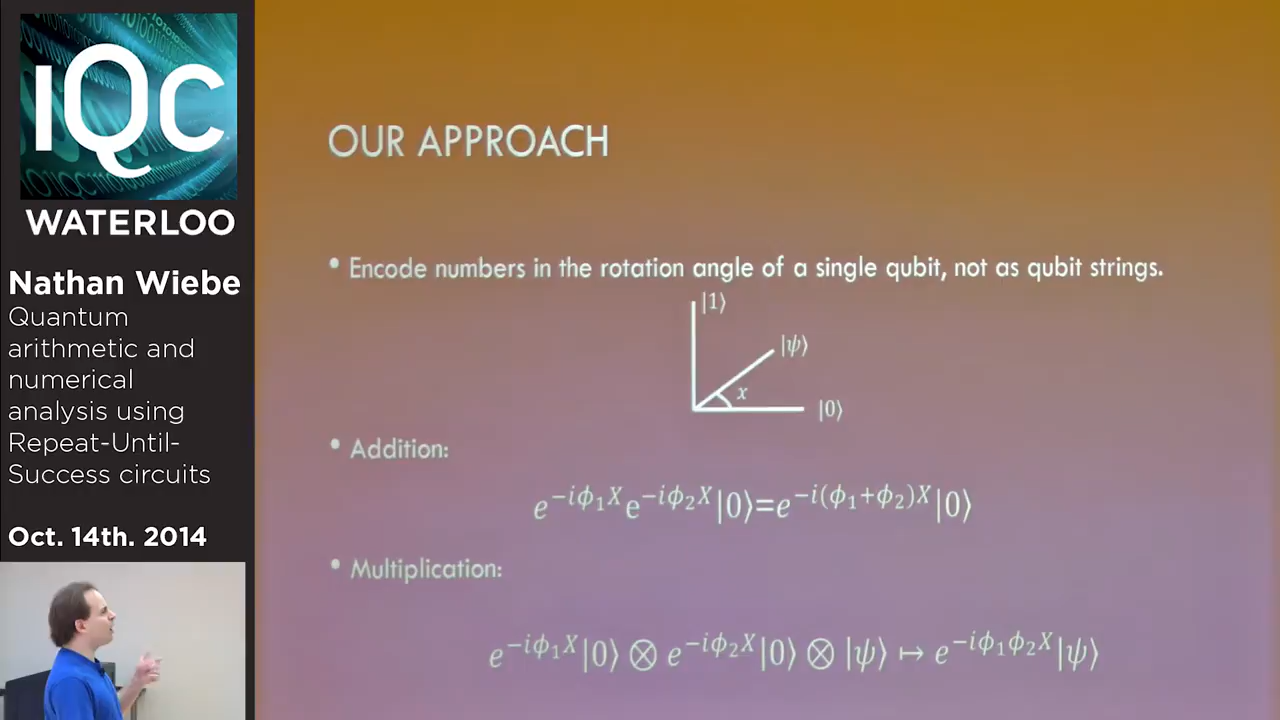 iQC
WATERLOO
Nathan Wiebe
Quantum
arithmetic and
numerical
analysis using
Repeat-Until-
Success circuits
Oct. 14th. 2014
OUR APPROACH
• Encode numbers in the rotation angle of a single qubit, not as qubit strings.
|1⟩
|ψ⟩
x
|0⟩
• Addition:
e^{-iϕ₁X}e^{-iϕ₂X}|0⟩=e^{-i(ϕ₁+ϕ₂)X}|0⟩
• Multiplication:
e^{-iϕ₁X}|0⟩ ⊗ e^{-iϕ₂X}|0⟩ ⊗ |ψ⟩ ↦ e^{-iϕ₁ϕ₂X}|ψ⟩